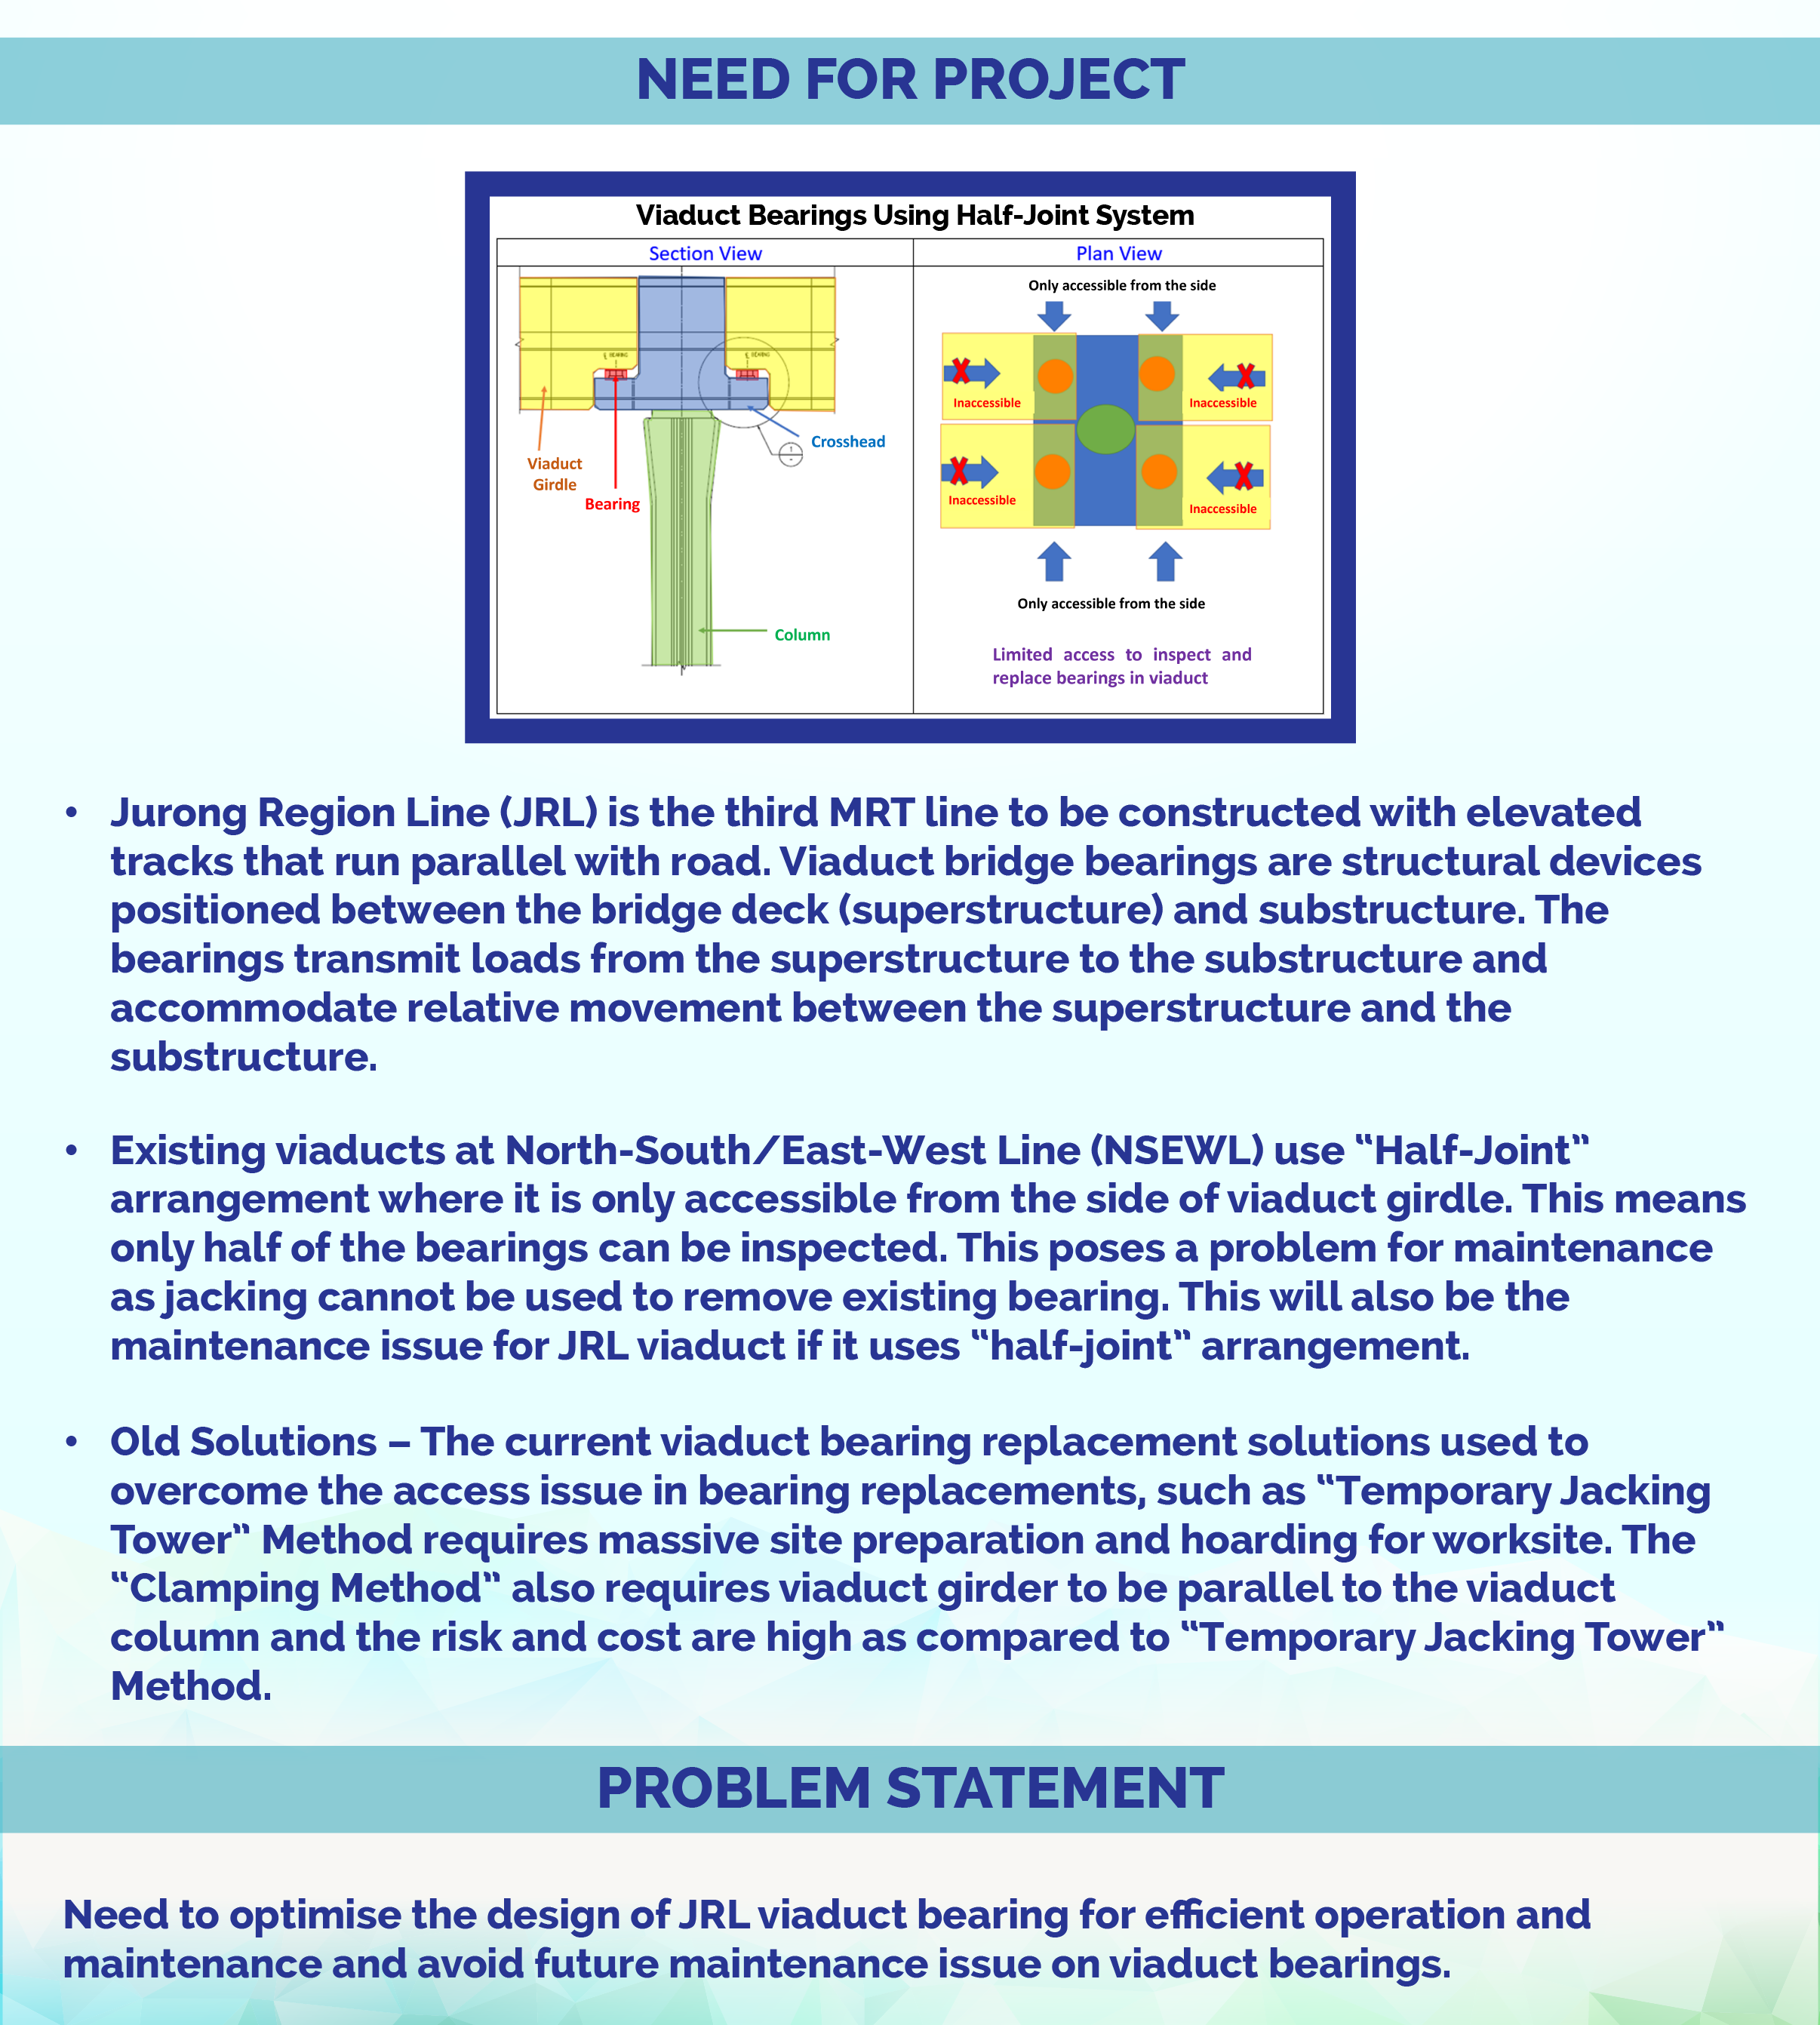 NEED FOR PROJECT
Viaduct Bearings Using Half-Joint System
Section View
Plan View
Only accessible from the side
Inaccessible
Inaccessible
Crosshead
Viaduct
Girdle
Bearing
Inaccessible
Inaccessible
Only accessible from the side
Column
Limited access to inspect and
replace bearings in viaduct
• Jurong Region Line (JRL) is the third MRT line to be constructed with elevated
tracks that run parallel with road. Viaduct bridge bearings are structural devices
positioned between the bridge deck (superstructure) and substructure. The
bearings transmit loads from the superstructure to the substructure and
accommodate relative movement between the superstructure and the
substructure.
• Existing viaducts at North-South/East-West Line (NSEWL) use “Half-Joint”
arrangement where it is only accessible from the side of viaduct girdle. This means
only half of the bearings can be inspected. This poses a problem for maintenance
as jacking cannot be used to remove existing bearing. This will also be the
maintenance issue for JRL viaduct if it uses “half-joint” arrangement.
• Old Solutions – The current viaduct bearing replacement solutions used to
overcome the access issue in bearing replacements, such as “Temporary Jacking
Tower” Method requires massive site preparation and hoarding for worksite. The
“Clamping Method” also requires viaduct girder to be parallel to the viaduct
column and the risk and cost are high as compared to “Temporary Jacking Tower”
Method.
PROBLEM STATEMENT
Need to optimise the design of JRL viaduct bearing for efficient operation and
maintenance and avoid future maintenance issue on viaduct bearings.